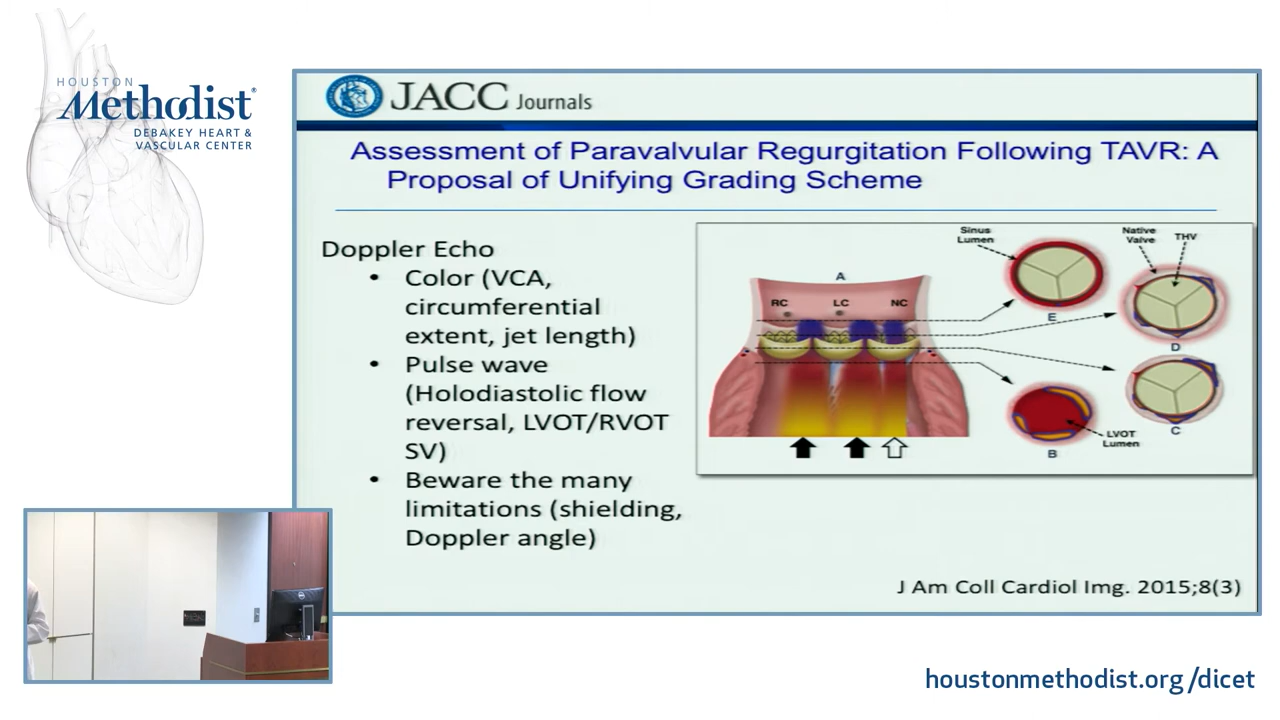 HOUSTON
Methodist®
DEBAKEY HEART &
VASCULAR CENTER
JACC Journals
Assessment of Paravalvular Regurgitation Following TAVR: A
Proposal of Unifying Grading Scheme
Doppler Echo
• Color (VCA,
circumferential
extent, jet length)
• Pulse wave
(Holodiastolic flow
reversal, LVOT/RVOT
SV)
• Beware the many
limitations (shielding,
Doppler angle)
A
RC LC NC
Sinus
Lumen
Native
Valve
THV
E
D
C
B
LVOT
Lumen
J Am Coll Cardiol Img. 2015;8(3)
houstonmethodist.org/dicet